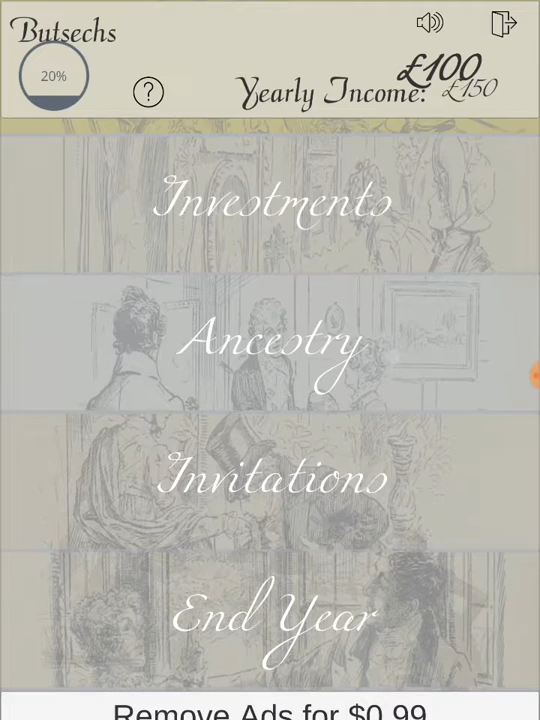 Butsechs
20%
?
£100
Yearly Income: £150
Investments
Ancestry
Invitations
End Year
Remove Ads for $0.99